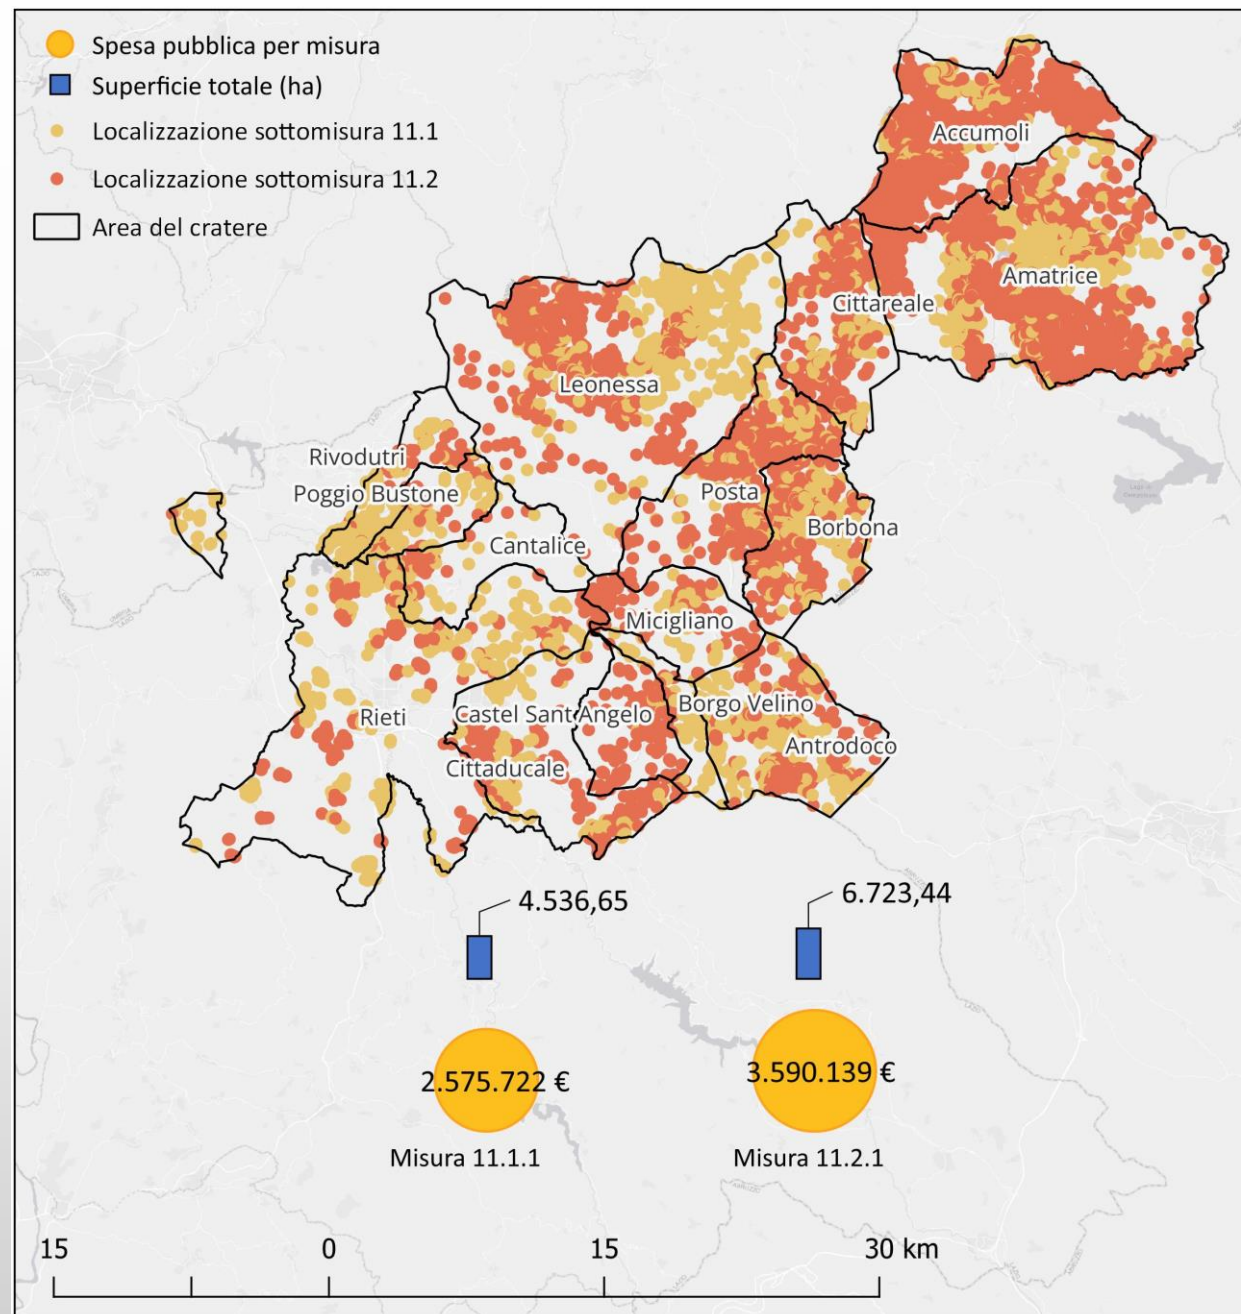 Spesa pubblica per misura
Superficie totale (ha)
Localizzazione sottomisura 11.1
Localizzazione sottomisura 11.2
Area del cratere
Accumoli
Amatrice
Cittareale
Leonessa
Rivodutri
Poggio Bustone
Posta
Borbona
Cantalice
Micigliano
Rieti
Castel Sant Angelo
Borgo Velino
Antrodoco
Cittaducale
4.536,65
6.723,44
2.575.722 €
3.590.139 €
Misura 11.1.1
Misura 11.2.1
15 0 15 30 km